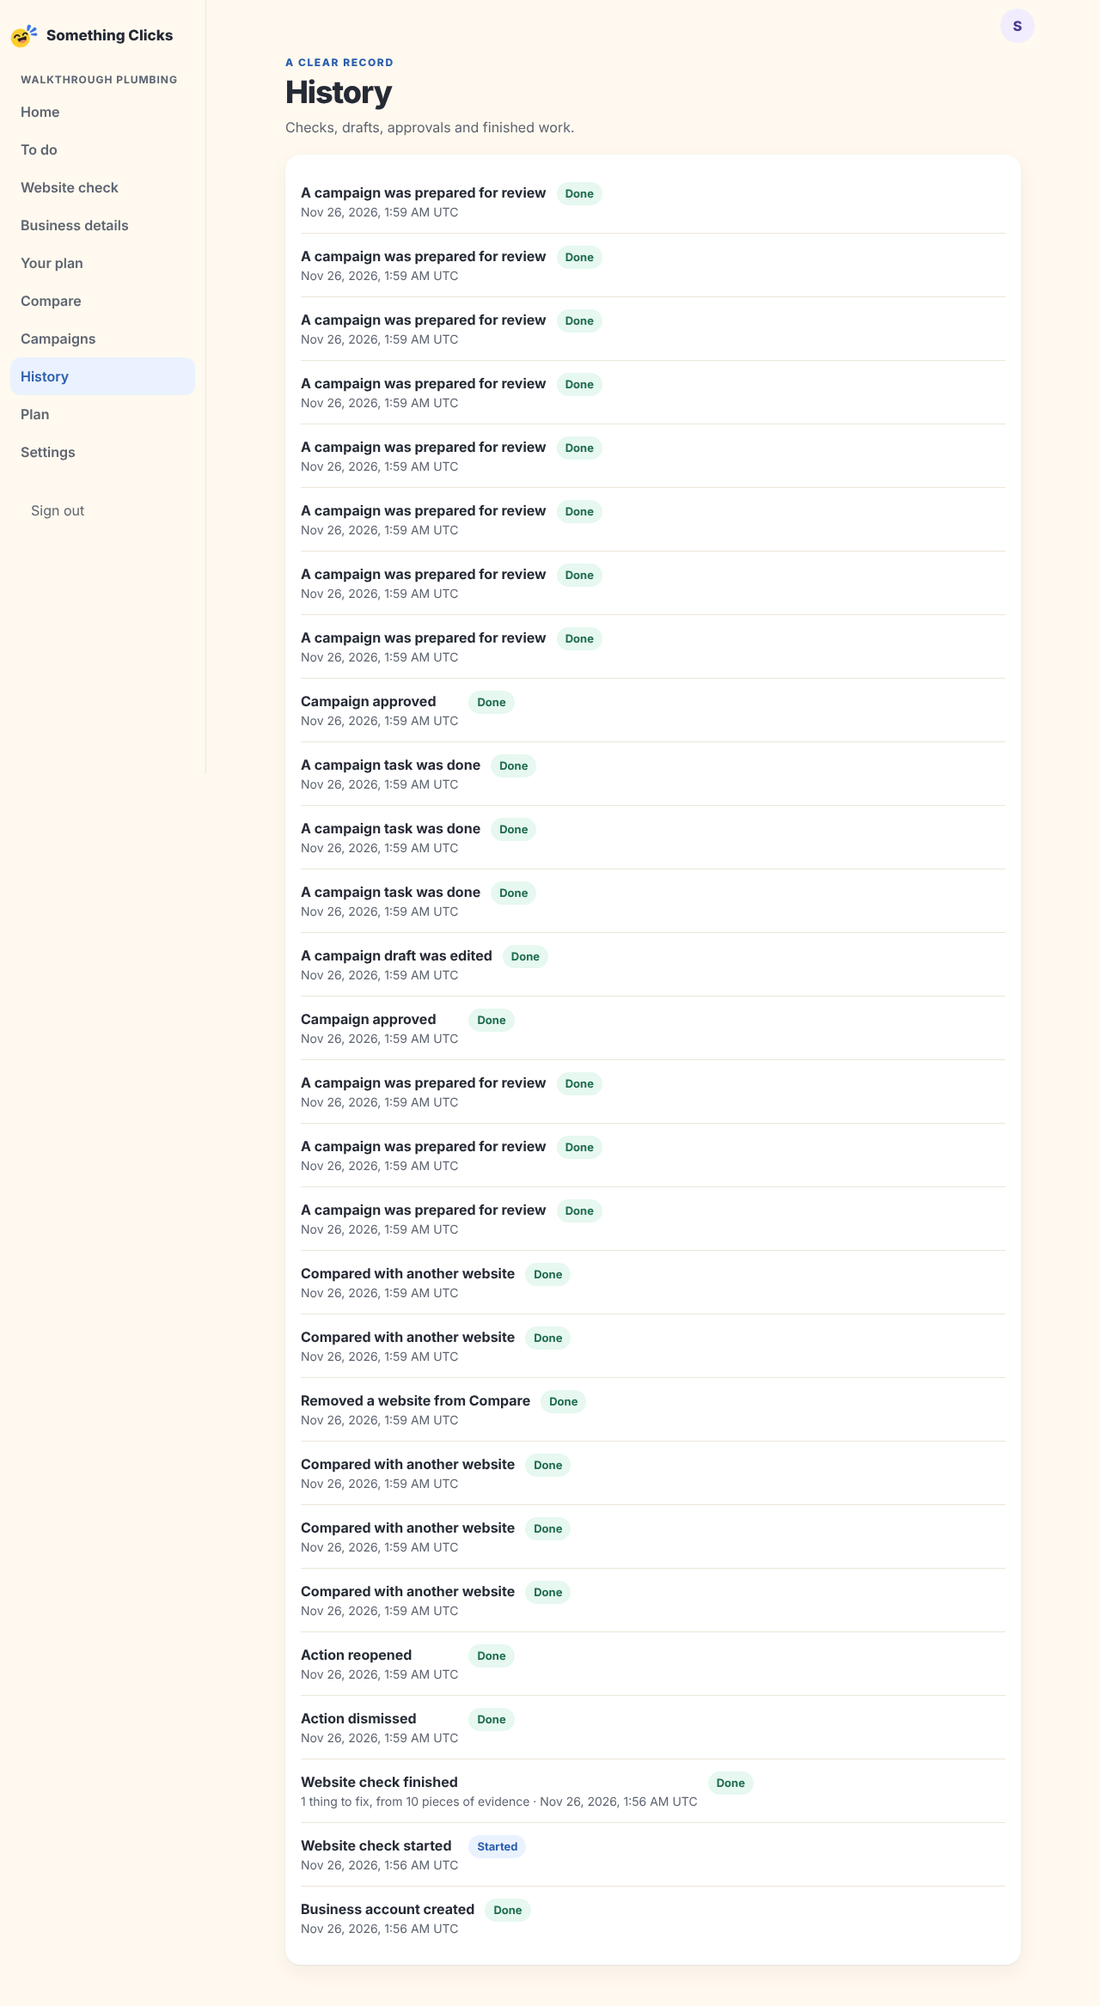 Something Clicks
S
WALKTHROUGH PLUMBING
Home
To do
Website check
Business details
Your plan
Compare
Campaigns
History
Plan
Settings
Sign out
A CLEAR RECORD
History
Checks, drafts, approvals and finished work.
A campaign was prepared for review Done
Nov 26, 2026, 1:59 AM UTC
A campaign was prepared for review Done
Nov 26, 2026, 1:59 AM UTC
A campaign was prepared for review Done
Nov 26, 2026, 1:59 AM UTC
A campaign was prepared for review Done
Nov 26, 2026, 1:59 AM UTC
A campaign was prepared for review Done
Nov 26, 2026, 1:59 AM UTC
A campaign was prepared for review Done
Nov 26, 2026, 1:59 AM UTC
A campaign was prepared for review Done
Nov 26, 2026, 1:59 AM UTC
A campaign was prepared for review Done
Nov 26, 2026, 1:59 AM UTC
Campaign approved Done
Nov 26, 2026, 1:59 AM UTC
A campaign task was done Done
Nov 26, 2026, 1:59 AM UTC
A campaign task was done Done
Nov 26, 2026, 1:59 AM UTC
A campaign task was done Done
Nov 26, 2026, 1:59 AM UTC
A campaign draft was edited Done
Nov 26, 2026, 1:59 AM UTC
Campaign approved Done
Nov 26, 2026, 1:59 AM UTC
A campaign was prepared for review Done
Nov 26, 2026, 1:59 AM UTC
A campaign was prepared for review Done
Nov 26, 2026, 1:59 AM UTC
A campaign was prepared for review Done
Nov 26, 2026, 1:59 AM UTC
Compared with another website Done
Nov 26, 2026, 1:59 AM UTC
Compared with another website Done
Nov 26, 2026, 1:59 AM UTC
Removed a website from Compare Done
Nov 26, 2026, 1:59 AM UTC
Compared with another website Done
Nov 26, 2026, 1:59 AM UTC
Compared with another website Done
Nov 26, 2026, 1:59 AM UTC
Compared with another website Done
Nov 26, 2026, 1:59 AM UTC
Action reopened Done
Nov 26, 2026, 1:59 AM UTC
Action dismissed Done
Nov 26, 2026, 1:59 AM UTC
Website check finished Done
1 thing to fix, from 10 pieces of evidence · Nov 26, 2026, 1:56 AM UTC
Website check started Started
Nov 26, 2026, 1:56 AM UTC
Business account created Done
Nov 26, 2026, 1:56 AM UTC